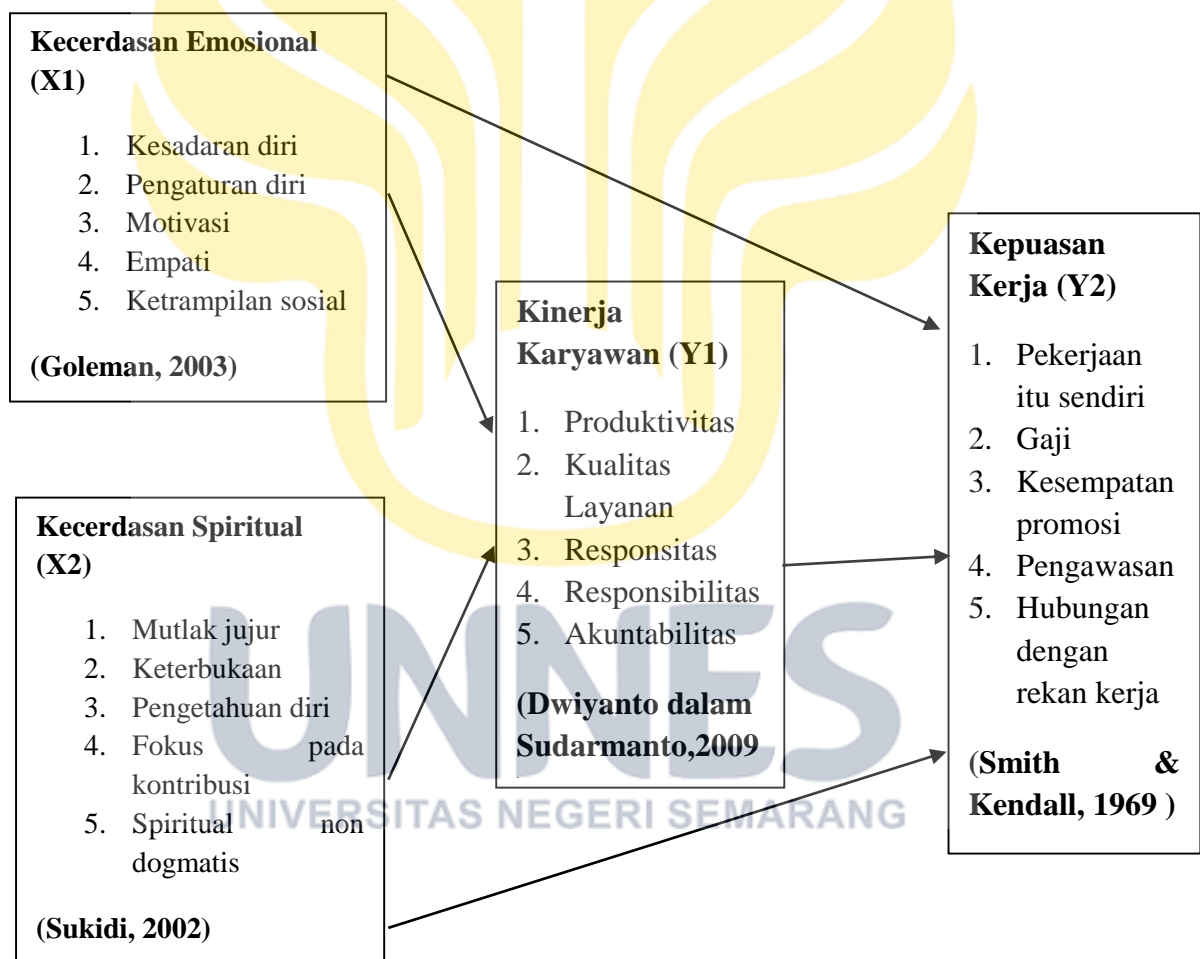 Kecerdasan Emosional
(X1)
1. Kesadaran diri
2. Pengaturan diri
3. Motivasi
4. Empati
5. Ketrampilan sosial
(Goleman, 2003)
Kecerdasan Spiritual
(X2)
1. Mutlak jujur
2. Keterbukaan
3. Pengetahuan diri
4. Fokus pada
kontribusi
5. Spiritual non
dogmatis
(Sukidi, 2002)
Kinerja
Karyawan (Y1)
1. Produktivitas
2. Kualitas
Layanan
3. Responsitas
4. Responsibilitas
5. Akuntabilitas
(Dwiyanto dalam
Sudarmanto,2009
Kepuasan
Kerja (Y2)
1. Pekerjaan
itu sendiri
2. Gaji
3. Kesempatan
promosi
4. Pengawasan
5. Hubungan
dengan
rekan kerja
(Smith &
Kendall, 1969 )
UNNES
UNIVERSITAS NEGERI SEMARANG